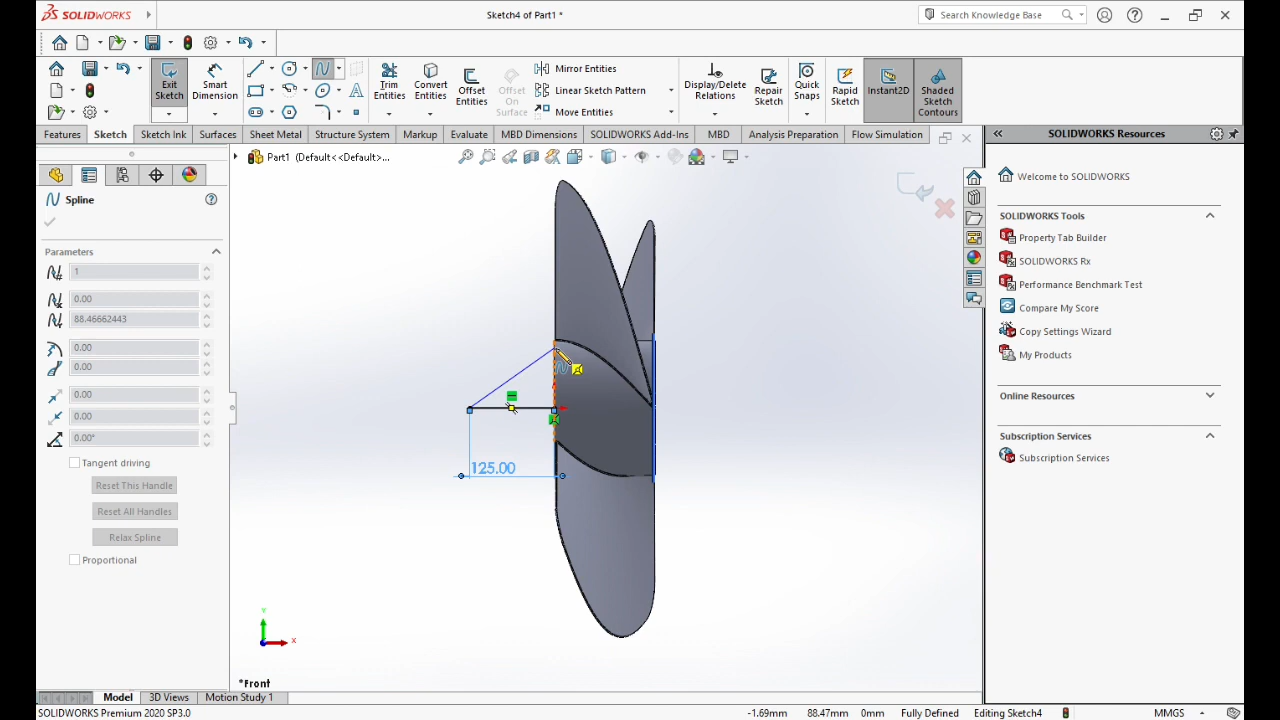 SOLIDWORKS
Sketch4 of Part1 *
Search Knowledge Base
Exit Sketch
Smart Dimension
Trim Entities
Convert Entities
Offset Entities
Offset On Surface
Mirror Entities
Linear Sketch Pattern
Move Entities
Display/Delete Relations
Repair Sketch
Quick Snaps
Rapid Sketch
Instant2D
Shaded Sketch Contours
Features
Sketch
Sketch Ink
Surfaces
Sheet Metal
Structure System
Markup
Evaluate
MBD Dimensions
SOLIDWORKS Add-Ins
MBD
Analysis Preparation
Flow Simulation
SOLIDWORKS Resources
Part1 (Default<<Default>...
Spline
Parameters
1
0.00
88.46662443
0.00
0.00
0.00
0.00
0.00°
Tangent driving
Reset This Handle
Reset All Handles
Relax Spline
Proportional
125.00
Y
X
*Front
Welcome to SOLIDWORKS
SOLIDWORKS Tools
Property Tab Builder
SOLIDWORKS Rx
Performance Benchmark Test
Compare My Score
Copy Settings Wizard
My Products
Online Resources
Subscription Services
Subscription Services
Model
3D Views
Motion Study 1
SOLIDWORKS Premium 2020 SP3.0
-1.69mm
88.47mm
0mm
Fully Defined
Editing Sketch4
MMGS